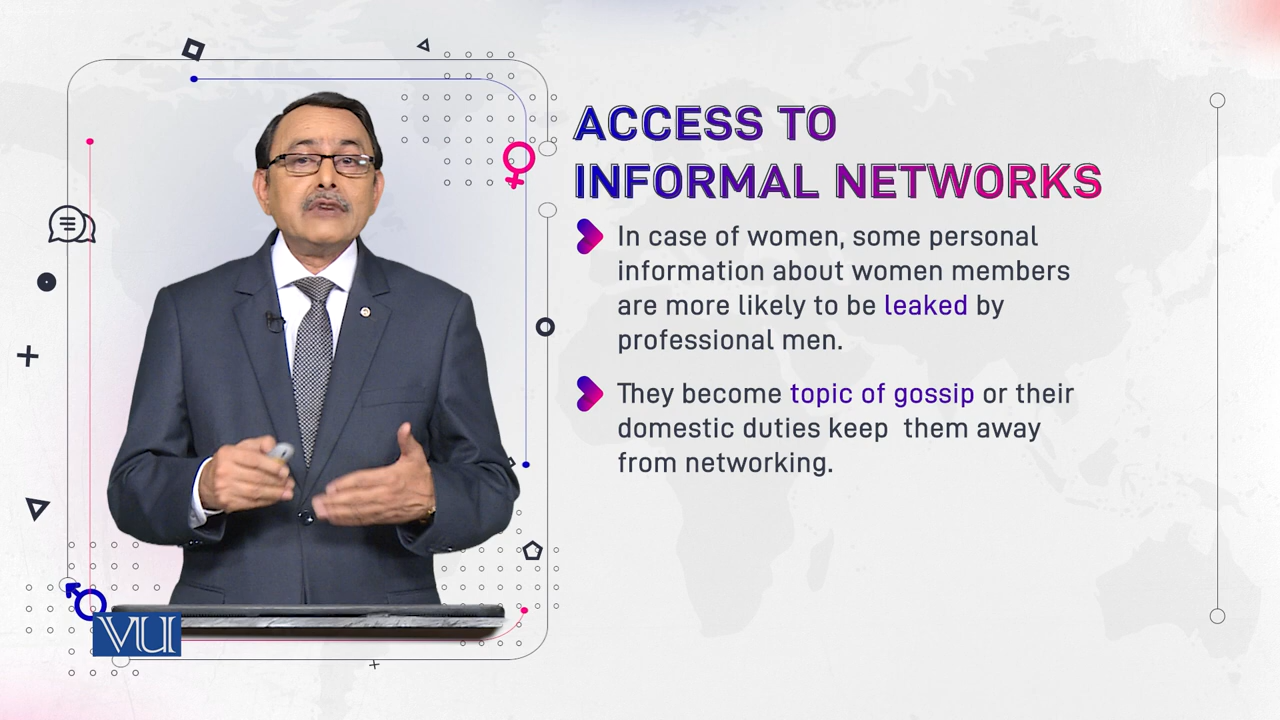 ACCESS TO
INFORMAL NETWORKS
In case of women, some personal
information about women members
are more likely to be leaked by
professional men.
They become topic of gossip or their
domestic duties keep  them away
from networking.
VU